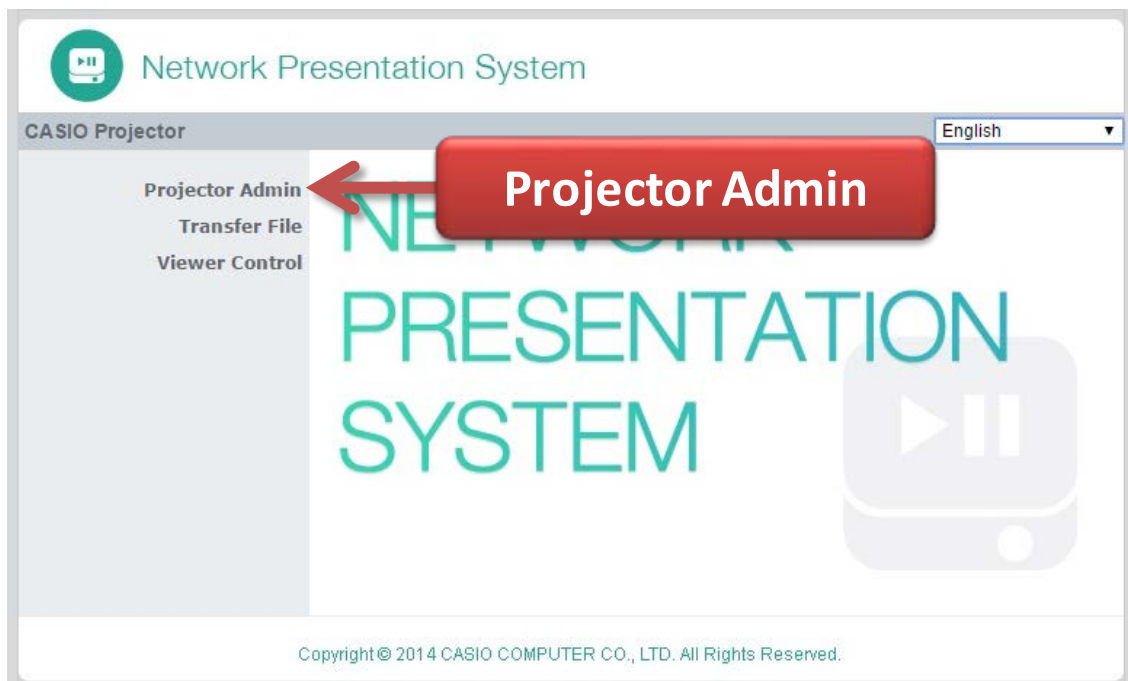 Network Presentation System
CASIO Projector
English
Projector Admin
Projector Admin
Transfer File
Viewer Control
NETWORK
PRESENTATION
SYSTEM
Copyright © 2014 CASIO COMPUTER CO., LTD. All Rights Reserved.